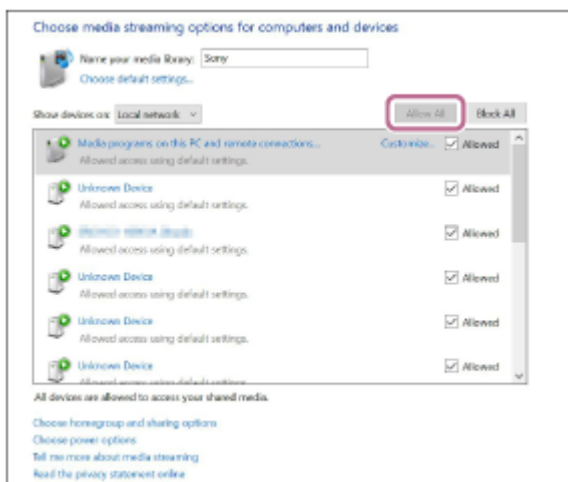 Choose media streaming options for computers and devices
Name your media library: Sony
Choose default settings...
Show devices on: Local network Allow All Block All
Media programs on this PC and remote connections... Customize... Allowed
Allowed access using default settings.
Unknown Device Allowed
Allowed access using default settings.
Allowed
Allowed access using default settings.
Unknown Device Allowed
Allowed access using default settings.
Unknown Device Allowed
Allowed access using default settings.
Unknown Device Allowed
Allowed access using default settings.
All devices are allowed to access your shared media.
Choose homegroup and sharing options
Choose power options
Tell me more about media streaming
Read the privacy statement online